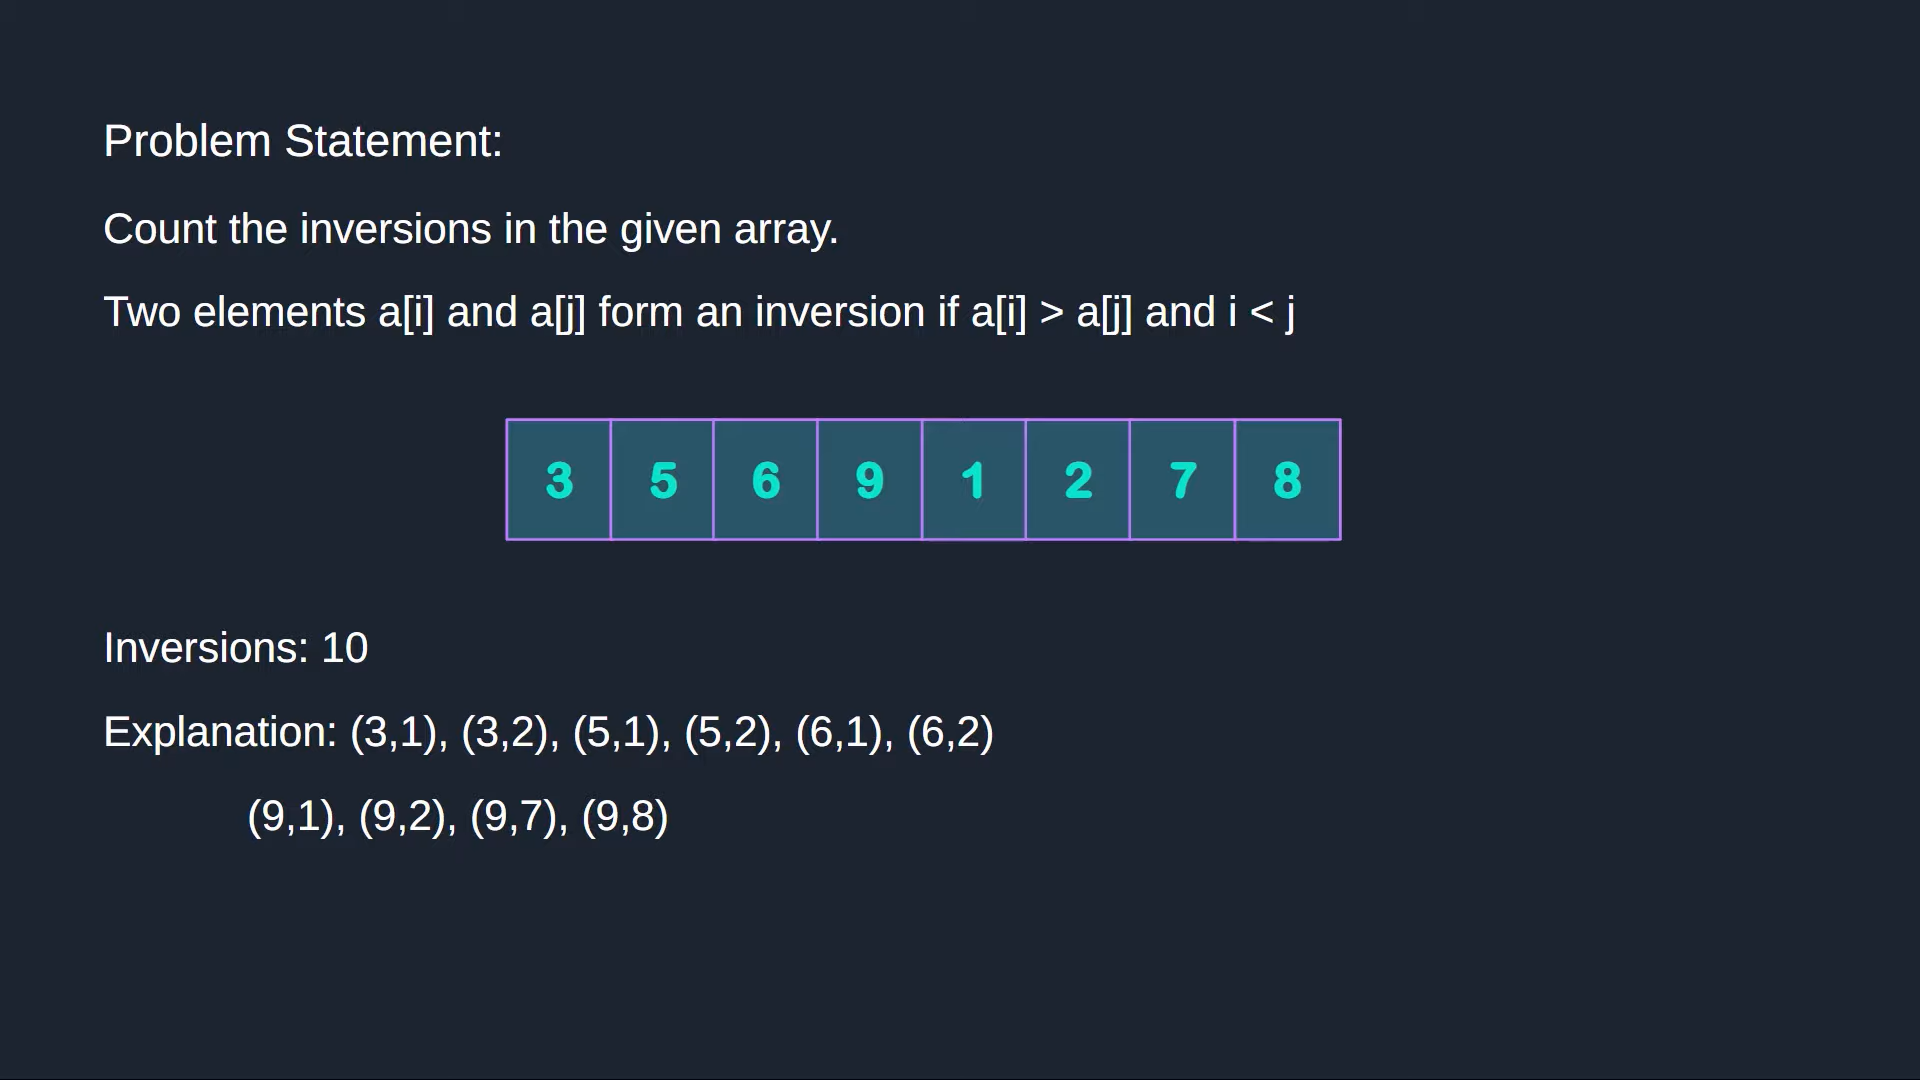 Problem Statement:
Count the inversions in the given array.
Two elements a[i] and a[j] form an inversion if a[i] > a[j] and i < j
3 5 6 9 1 2 7 8
Inversions: 10
Explanation: (3,1), (3,2), (5,1), (5,2), (6,1), (6,2)
(9,1), (9,2), (9,7), (9,8)